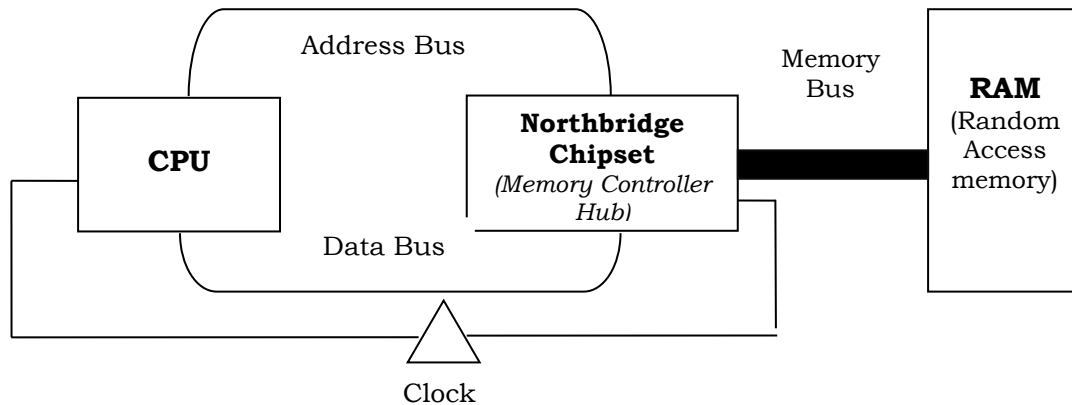 Address Bus
Memory
Bus
CPU
Northbridge
Chipset
(Memory Controller
Hub)
RAM
(Random
Access
memory)
Data Bus
Clock